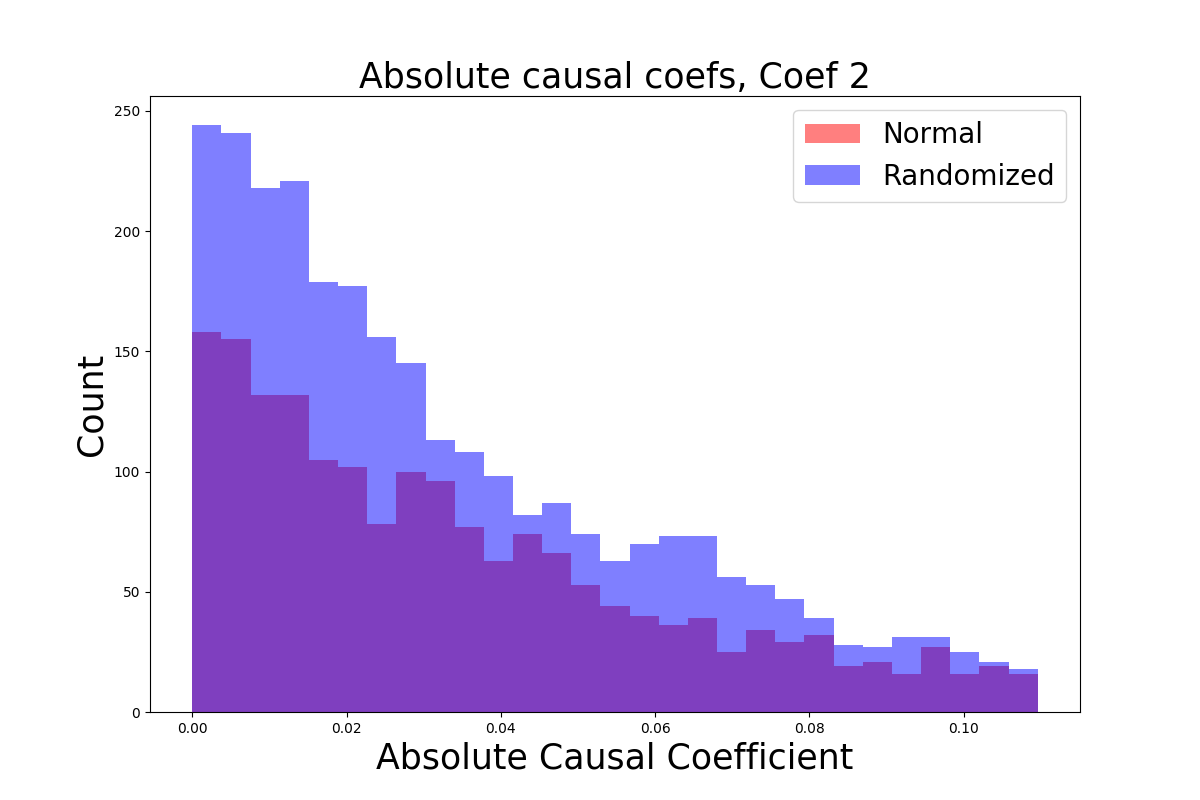 Absolute causal coefs, Coef 2
Normal
Randomized
250
200
150
100
50
0
Count
0.00 0.02 0.04 0.06 0.08 0.10
Absolute Causal Coefficient